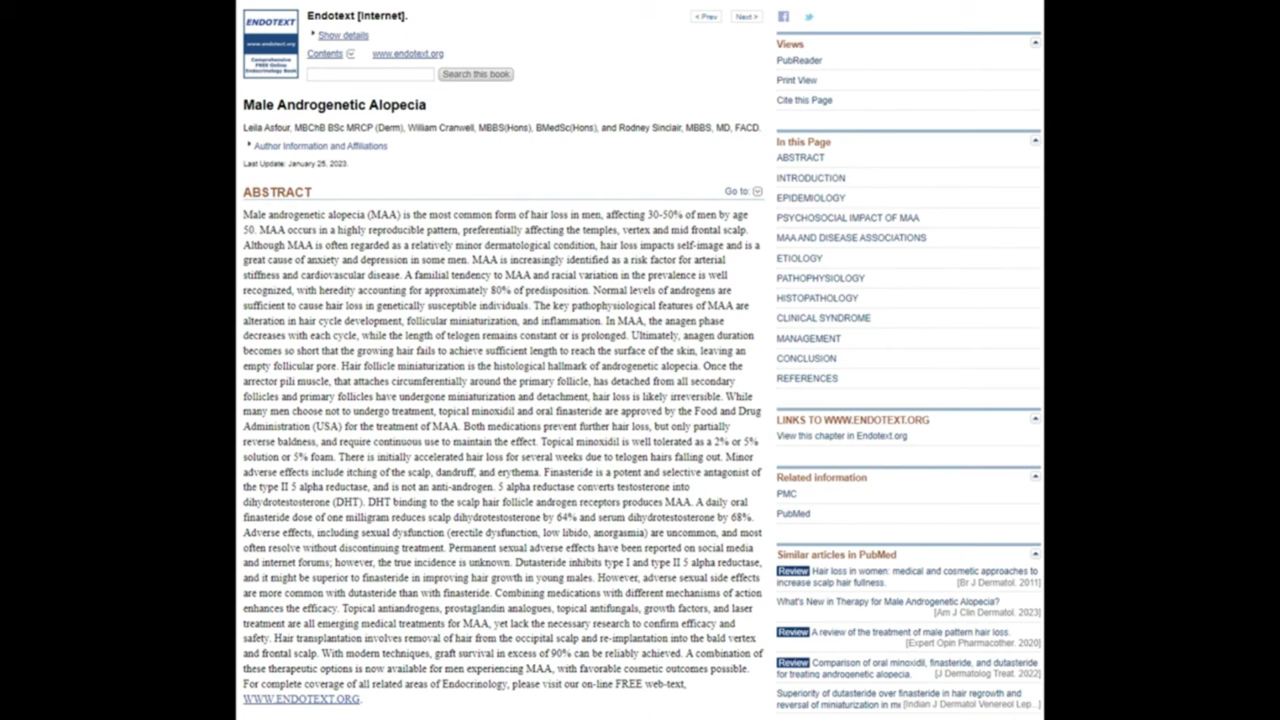 ENDOTEXT
www.endotext.org
Comprehensive
FREE Online
Endocrinology Book
Endotext [Internet].
Show details
Contents
www.endotext.org
Search this book
< Prev
Next >
Male Androgenetic Alopecia
Leila Asfour, MBChB BSc MRCP (Derm), William Cranwell, MBBS(Hons), BMedSc(Hons), and Rodney Sinclair, MBBS, MD, FACD.
Author Information and Affiliations
Last Update: January 25, 2023.
ABSTRACT
Go to:
Male androgenetic alopecia (MAA) is the most common form of hair loss in men, affecting 30-50% of men by age
50. MAA occurs in a highly reproducible pattern, preferentially affecting the temples, vertex and mid frontal scalp.
Although MAA is often regarded as a relatively minor dermatological condition, hair loss impacts self-image and is a
great cause of anxiety and depression in some men. MAA is increasingly identified as a risk factor for arterial
stiffness and cardiovascular disease. A familial tendency to MAA and racial variation in the prevalence is well
recognized, with heredity accounting for approximately 80% of predisposition. Normal levels of androgens are
sufficient to cause hair loss in genetically susceptible individuals. The key pathophysiological features of MAA are
alteration in hair cycle development, follicular miniaturization, and inflammation. In MAA, the anagen phase
decreases with each cycle, while the length of telogen remains constant or is prolonged. Ultimately, anagen duration
becomes so short that the growing hair fails to achieve sufficient length to reach the surface of the skin, leaving an
empty follicular pore. Hair follicle miniaturization is the histological hallmark of androgenetic alopecia. Once the
arrector pili muscle, that attaches circumferentially around the primary follicle, has detached from all secondary
follicles and primary follicles have undergone miniaturization and detachment, hair loss is likely irreversible. While
many men choose not to undergo treatment, topical minoxidil and oral finasteride are approved by the Food and Drug
Administration (USA) for the treatment of MAA. Both medications prevent further hair loss, but only partially
reverse baldness, and require continuous use to maintain the effect. Topical minoxidil is well tolerated as a 2% or 5%
solution or 5% foam. There is initially accelerated hair loss for several weeks due to telogen hairs falling out. Minor
adverse effects include itching of the scalp, dandruff, and erythema. Finasteride is a potent and selective antagonist of
the type II 5 alpha reductase, and is not an anti-androgen. 5 alpha reductase converts testosterone into
dihydrotestosterone (DHT). DHT binding to the scalp hair follicle androgen receptors produces MAA. A daily oral
finasteride dose of one milligram reduces scalp dihydrotestosterone by 64% and serum dihydrotestosterone by 68%.
Adverse effects, including sexual dysfunction (erectile dysfunction, low libido, anorgasmia) are uncommon, and most
often resolve without discontinuing treatment. Permanent sexual adverse effects have been reported on social media
and internet forums; however, the true incidence is unknown. Dutasteride inhibits type I and type II 5 alpha reductase,
and it might be superior to finasteride in improving hair growth in young males. However, adverse sexual side effects
are more common with dutasteride than with finasteride. Combining medications with different mechanisms of action
enhances the efficacy. Topical antiandrogens, prostaglandin analogues, topical antifungals, growth factors, and laser
treatment are all emerging medical treatments for MAA, yet lack the necessary research to confirm efficacy and
safety. Hair transplantation involves removal of hair from the occipital scalp and re-implantation into the bald vertex
and frontal scalp. With modern techniques, graft survival in excess of 90% can be reliably achieved. A combination of
these therapeutic options is now available for men experiencing MAA, with favorable cosmetic outcomes possible.
For complete coverage of all related areas of Endocrinology, please visit our on-line FREE web-text,
WWW.ENDOTEXT.ORG.
Views
PubReader
Print View
Cite this Page
In this Page
ABSTRACT
INTRODUCTION
EPIDEMIOLOGY
PSYCHOSOCIAL IMPACT OF MAA
MAA AND DISEASE ASSOCIATIONS
ETIOLOGY
PATHOPHYSIOLOGY
HISTOPATHOLOGY
CLINICAL SYNDROME
MANAGEMENT
CONCLUSION
REFERENCES
LINKS TO WWW.ENDOTEXT.ORG
View this chapter in Endotext.org
Related information
PMC
PubMed
Similar articles in PubMed
Review Hair loss in women: medical and cosmetic approaches to
increase scalp hair fullness. [Br J Dermatol. 2011]
What's New in Therapy for Male Androgenetic Alopecia?
[Am J Clin Dermatol. 2023]
Review A review of the treatment of male pattern hair loss.
[Expert Opin Pharmacother. 2020]
Review Comparison of oral minoxidil, finasteride, and dutasteride
for treating androgenetic alopecia. [J Dermatolog Treat. 2022]
Superiority of dutasteride over finasteride in hair regrowth and
reversal of miniaturization in m [Indian J Dermatol Venereol Lep...]